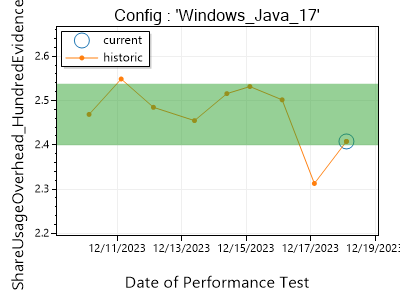 Config : 'Windows_Java_17'
ShareUsageOverhead_HundredEvidence
current
historic
2.6
2.5
2.4
2.3
2.2
12/11/2023
12/13/2023
12/15/2023
12/17/2023
12/19/2023
Date of Performance Test